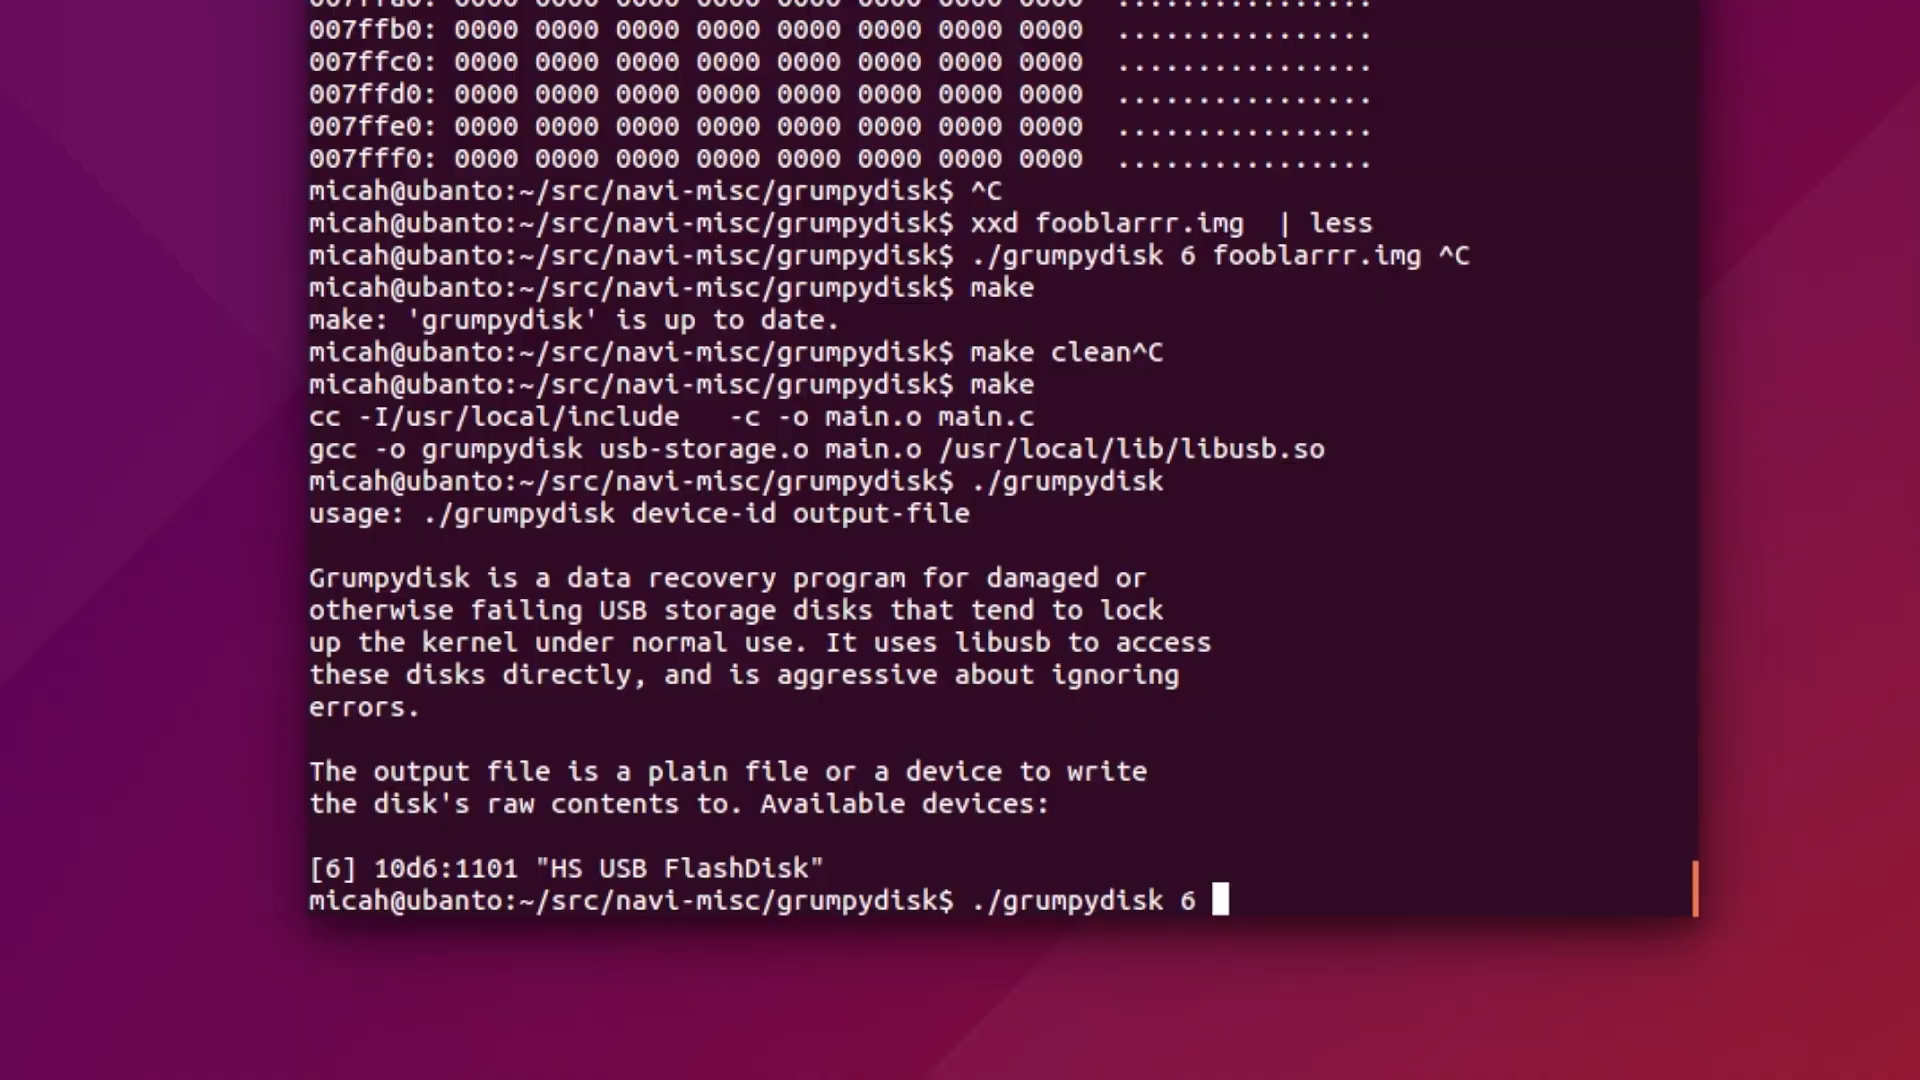 007ffa0: 0000 0000 0000 0000 0000 0000 0000 0000  ................
007ffb0: 0000 0000 0000 0000 0000 0000 0000 0000  ................
007ffc0: 0000 0000 0000 0000 0000 0000 0000 0000  ................
007ffd0: 0000 0000 0000 0000 0000 0000 0000 0000  ................
007ffe0: 0000 0000 0000 0000 0000 0000 0000 0000  ................
007fff0: 0000 0000 0000 0000 0000 0000 0000 0000  ................
micah@ubanto:~/src/navi-misc/grumpydisk$ ^C
micah@ubanto:~/src/navi-misc/grumpydisk$ xxd fooblarrr.img  | less
micah@ubanto:~/src/navi-misc/grumpydisk$ ./grumpydisk 6 fooblarrr.img ^C
micah@ubanto:~/src/navi-misc/grumpydisk$ make
make: 'grumpydisk' is up to date.
micah@ubanto:~/src/navi-misc/grumpydisk$ make clean^C
micah@ubanto:~/src/navi-misc/grumpydisk$ make
cc -I/usr/local/include   -c -o main.o main.c
gcc -o grumpydisk usb-storage.o main.o /usr/local/lib/libusb.so
micah@ubanto:~/src/navi-misc/grumpydisk$ ./grumpydisk
usage: ./grumpydisk device-id output-file
Grumpydisk is a data recovery program for damaged or
otherwise failing USB storage disks that tend to lock
up the kernel under normal use. It uses libusb to access
these disks directly, and is aggressive about ignoring
errors.
The output file is a plain file or a device to write
the disk's raw contents to. Available devices:
[6] 10d6:1101 "HS USB FlashDisk"
micah@ubanto:~/src/navi-misc/grumpydisk$ ./grumpydisk 6